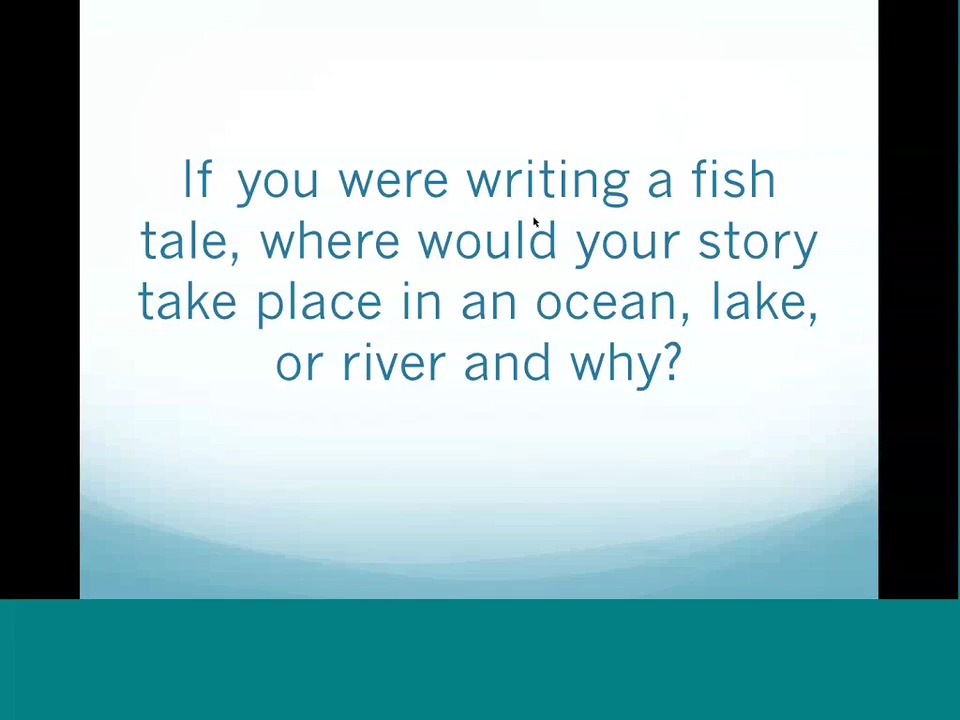 If you were writing a fish
tale, where would your story
take place in an ocean, lake,
or river and why?